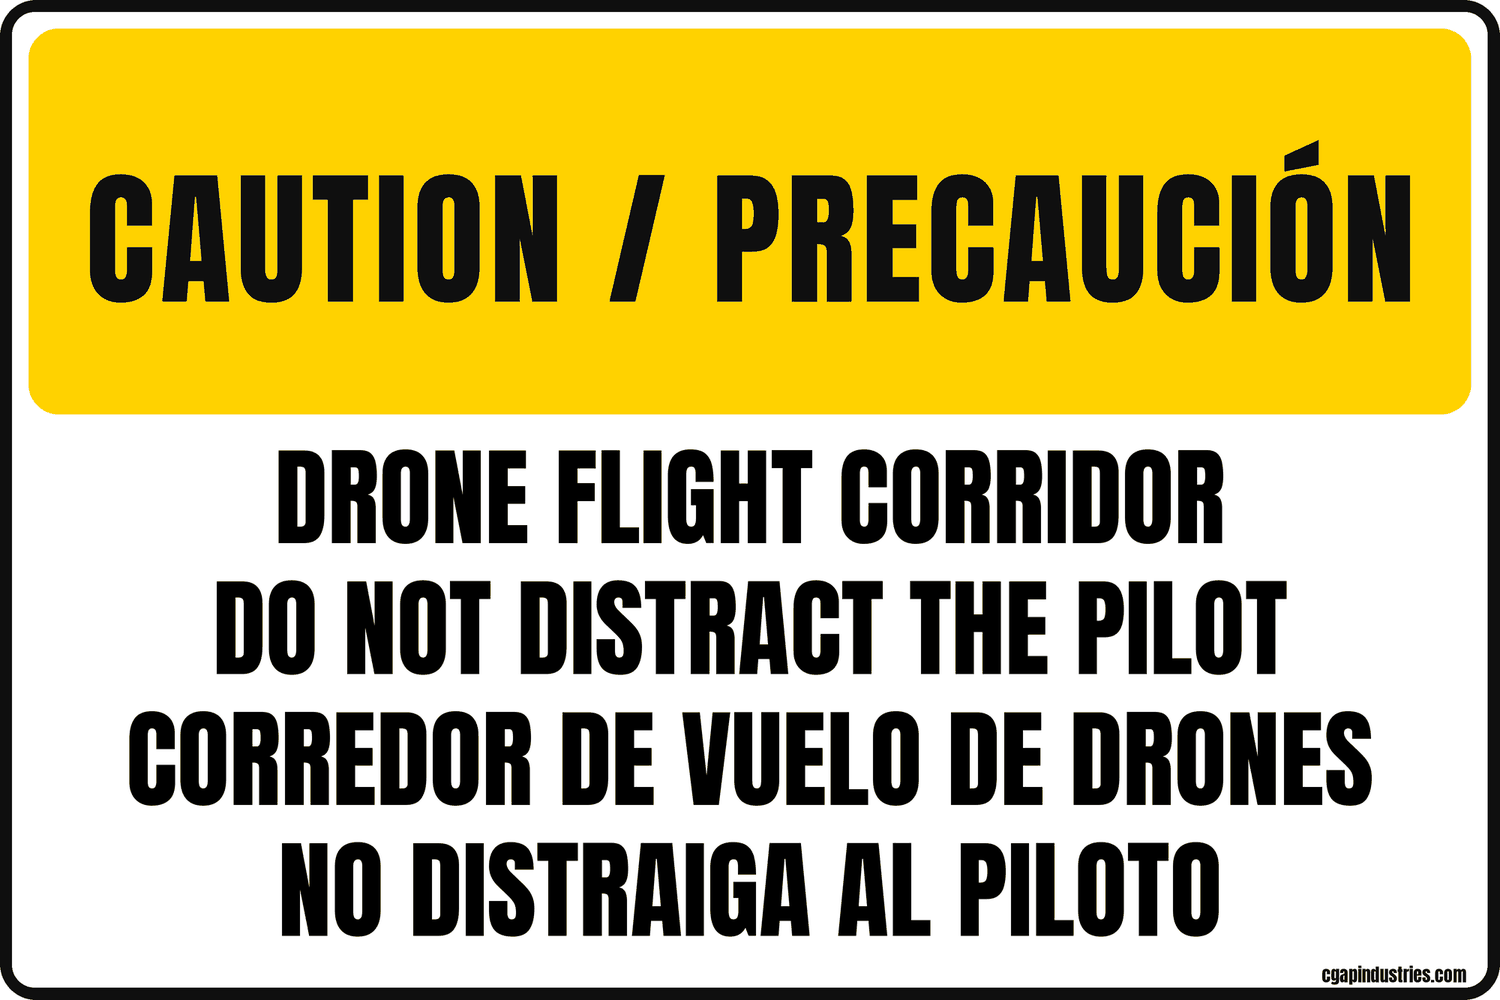 CAUTION / PRECAUCIÓN
DRONE FLIGHT CORRIDOR
DO NOT DISTRACT THE PILOT
CORREDOR DE VUELO DE DRONES
NO DISTRAIGA AL PILOTO
cgapindustries.com